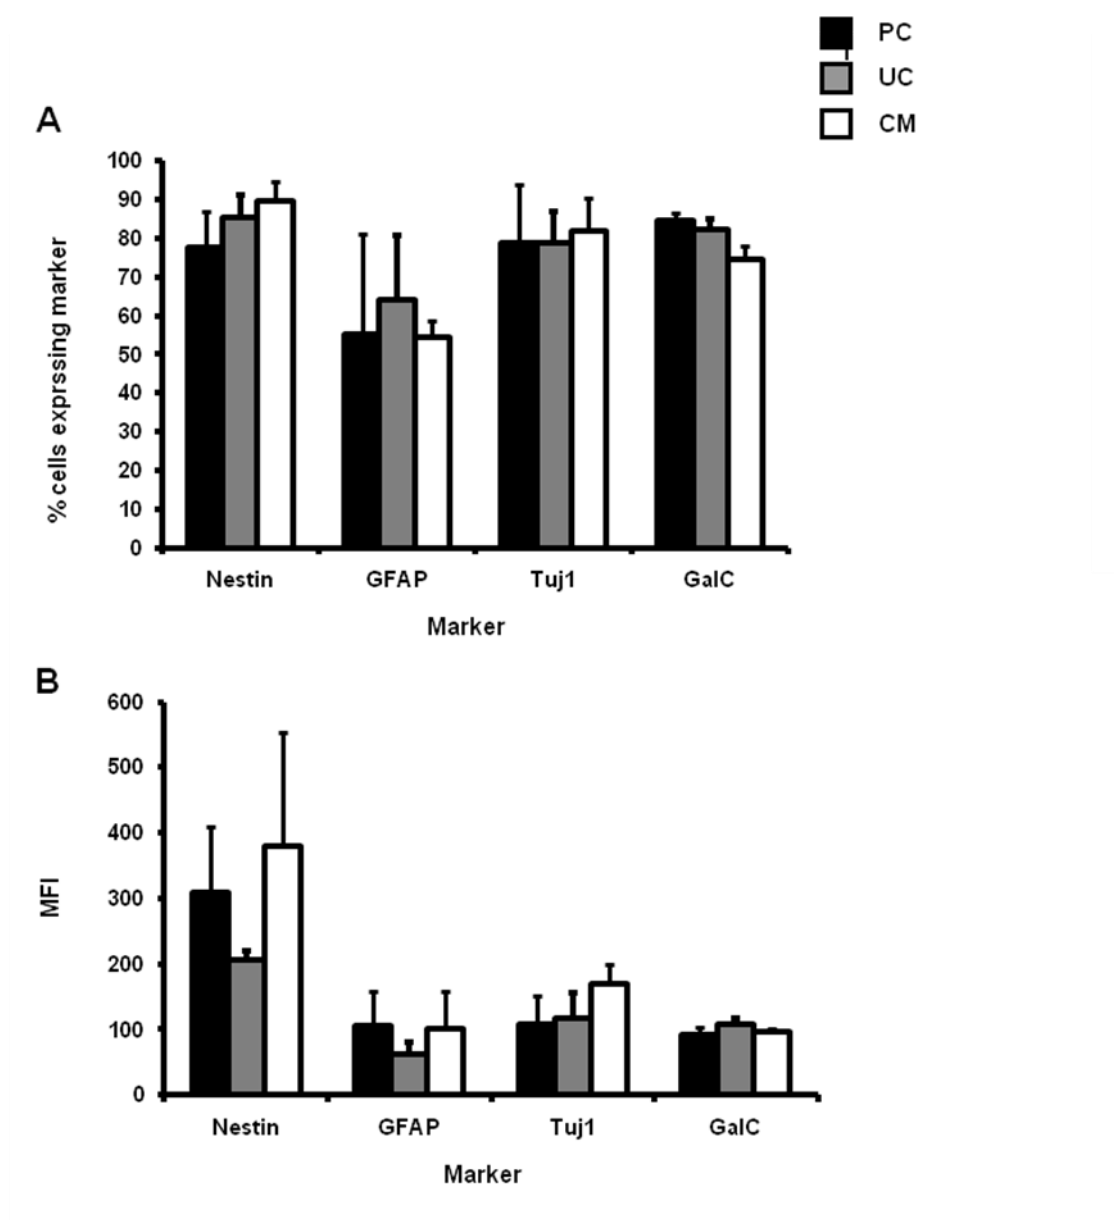 PC
UC
CM
A
100
90
80
70
60
50
40
30
20
10
0
% cells exprssing marker
Nestin GFAP Tuj1 GalC
Marker
B
600
500
400
300
200
100
0
MFI
Nestin GFAP Tuj1 GalC
Marker